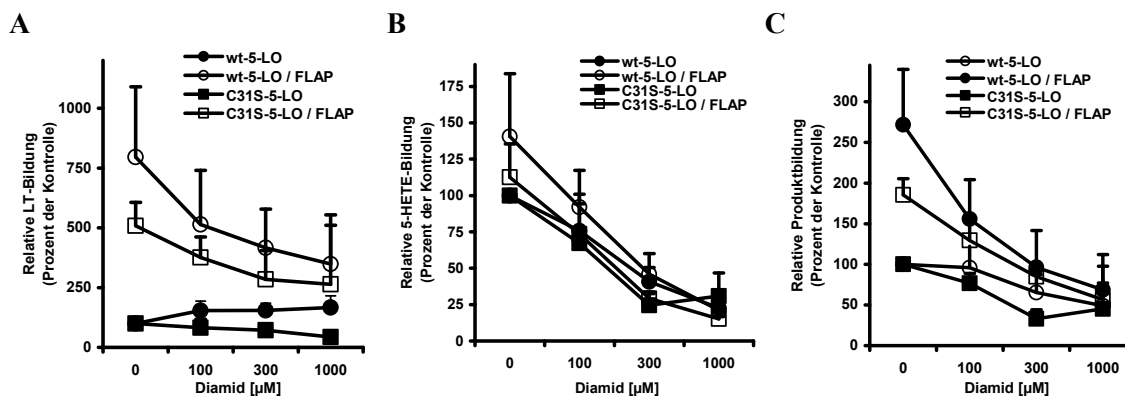 A
wt-5-LO
wt-5-LO / FLAP
C31S-5-LO
C31S-5-LO / FLAP
Relative LT-Bildung
(Prozent der Kontrolle)
1000
750
500
250
0
0 100 300 1000
Diamid [µM]
B
wt-5-LO
wt-5-LO / FLAP
C31S-5-LO
C31S-5-LO / FLAP
Relative 5-HETE-Bildung
(Prozent der Kontrolle)
175
150
125
100
75
50
25
0
0 100 300 1000
Diamid [µM]
C
wt-5-LO
wt-5-LO / FLAP
C31S-5-LO
C31S-5-LO / FLAP
Relative Produktbildung
(Prozent der Kontrolle)
300
250
200
150
100
50
0
0 100 300 1000
Diamid [µM]